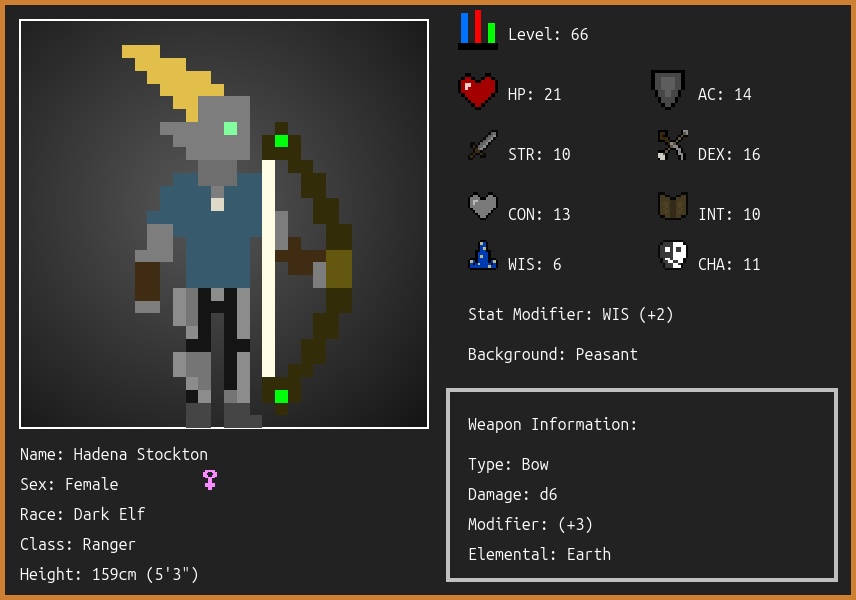 Level: 66
HP: 21
AC: 14
STR: 10
DEX: 16
CON: 13
INT: 10
WIS: 6
CHA: 11
Stat Modifier: WIS (+2)
Background: Peasant
Weapon Information:
Type: Bow
Damage: d6
Modifier: (+3)
Elemental: Earth
Name: Hadena Stockton
Sex: Female
Race: Dark Elf
Class: Ranger
Height: 159cm (5'3")